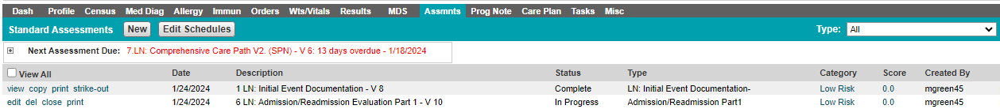 Dash Profile Census Med Diag Allergy Immun Orders Wts/Vitals Results MDS Assmnts Prog Note Care Plan Tasks Misc
Standard Assessments New Edit Schedules Type: All
Next Assessment Due: 7.LN: Comprehensive Care Path V2. (SPN) - V 6: 13 days overdue - 1/18/2024
View All Date Description Status Type Category Score Created By
view copy print strike-out 1/24/2024 1 LN: Initial Event Documentation - V 8 Complete LN: Initial Event Documentation- Low Risk 0.0 mgreen45
edit del close print 1/24/2024 6 LN: Admission/Readmission Evaluation Part 1 - V 10 In Progress Admission/Readmission Part1 Low Risk 0.0 mgreen45